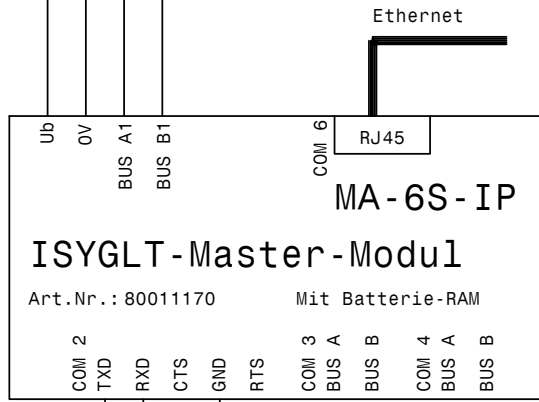 Ethernet
Ub
0V
BUS A1
BUS B1
COM 6
RJ45
MA-6S-IP
ISYGLT-Master-Modul
Art.Nr.: 80011170
Mit Batterie-RAM
COM 2
TXD
RXD
CTS
GND
RTS
COM 3
BUS A
BUS B
COM 4
BUS A
BUS B